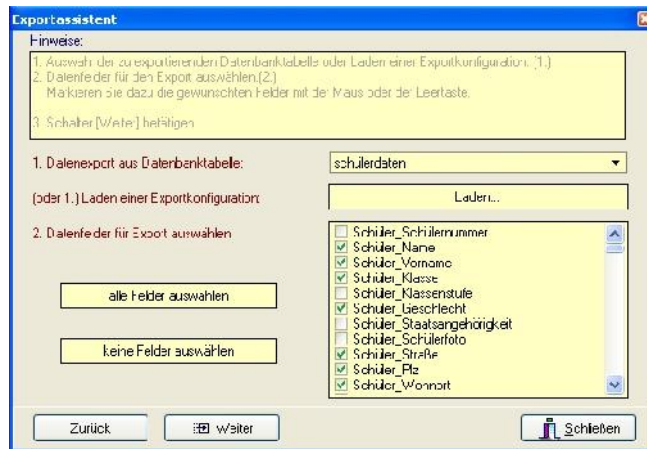 Exportassistent
Hinweise:
1. Auswahl der zu exportierenden Datenbanktabelle oder Laden einer Exportkonfiguration. (1.)
2. Datenfelder für den Export auswählen.(2.)
Markieren Sie dazu die gewünschten Felder mit der Maus oder der Leertaste.
3. Schalter [Weiter] betätigen
1. Datenexport aus Datenbanktabelle:
schülerdaten
(oder 1.) Laden einer Exportkonfiguration:
Laden...
2. Datenfelder für Export auswählen
Schüler_Schülernummer
Schüler_Name
Schüler_Vorname
Schüler_Klasse
Schüler_Klassenstufe
Schüler_Geschlecht
Schüler_Staatsangehörigkeit
Schüler_Schülerfoto
Schüler_Straße
Schüler_Plz
Schüler_Wohnort
alle Felder auswählen
keine Felder auswählen
Zurück
Weiter
Schließen